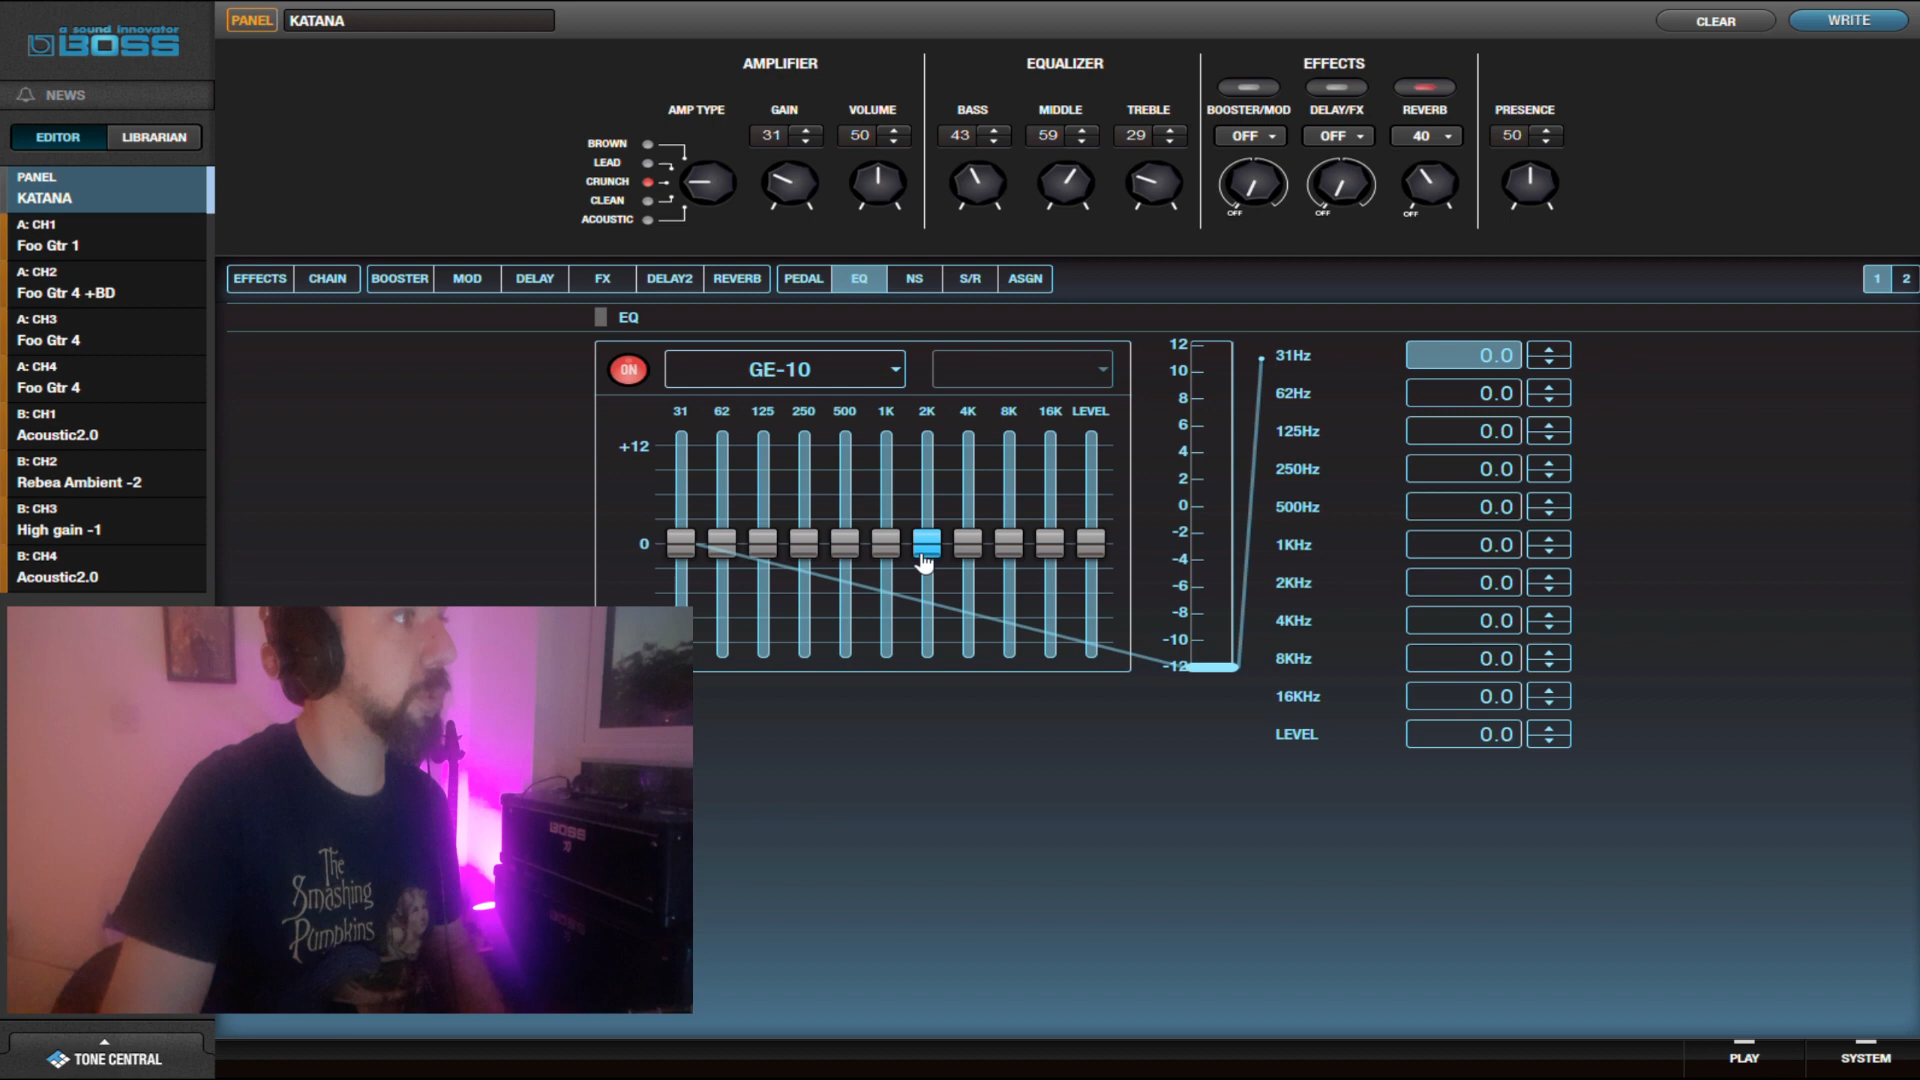 a sound innovator
BOSS
NEWS
EDITOR LIBRARIAN
PANEL
KATANA
A: CH1
Foo Gtr 1
A: CH2
Foo Gtr 4 +BD
A: CH3
Foo Gtr 4
A: CH4
Foo Gtr 4
B: CH1
Acoustic2.0
B: CH2
Rebea Ambient -2
B: CH3
High gain -1
B: CH4
Acoustic2.0
PANEL KATANA CLEAR WRITE
AMPLIFIER EQUALIZER EFFECTS
AMP TYPE GAIN VOLUME BASS MIDDLE TREBLE BOOSTER/MOD DELAY/FX REVERB PRESENCE
31 50 43 59 29 OFF OFF 40 50
BROWN
LEAD
CRUNCH
CLEAN
ACOUSTIC
OFF OFF OFF
EFFECTS CHAIN BOOSTER MOD DELAY FX DELAY2 REVERB PEDAL EQ NS S/R ASGN 1 2
EQ
ON GE-10
31 62 125 250 500 1K 2K 4K 8K 16K LEVEL
+12
0
12
10
8
6
4
2
0
-2
-4
-6
-8
-10
-12
31Hz 0.0
62Hz 0.0
125Hz 0.0
250Hz 0.0
500Hz 0.0
1KHz 0.0
2KHz 0.0
4KHz 0.0
8KHz 0.0
16KHz 0.0
LEVEL 0.0
BOSS
The
Smashing
Pumpkins
TONE CENTRAL
PLAY SYSTEM